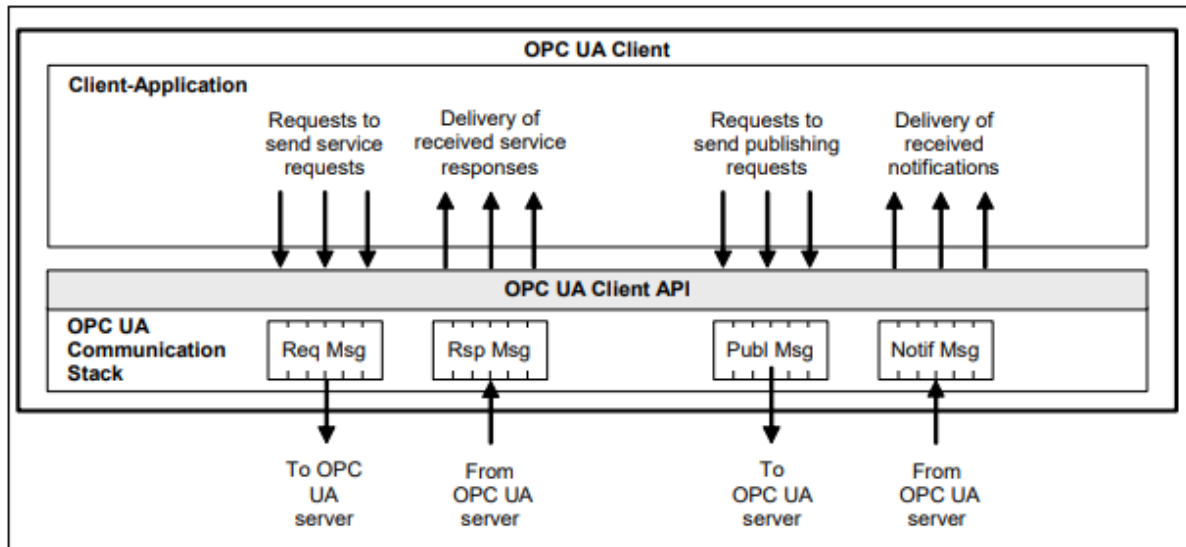 OPC UA Client
Client-Application
Requests to
send service
requests
Delivery of
received service
responses
Requests to
send publishing
requests
Delivery of
received
notifications
OPC UA Client API
OPC UA
Communication
Stack
Req Msg
Rsp Msg
Publ Msg
Notif Msg
To OPC
UA
server
From
OPC UA
server
To
OPC UA
server
From
OPC UA
server